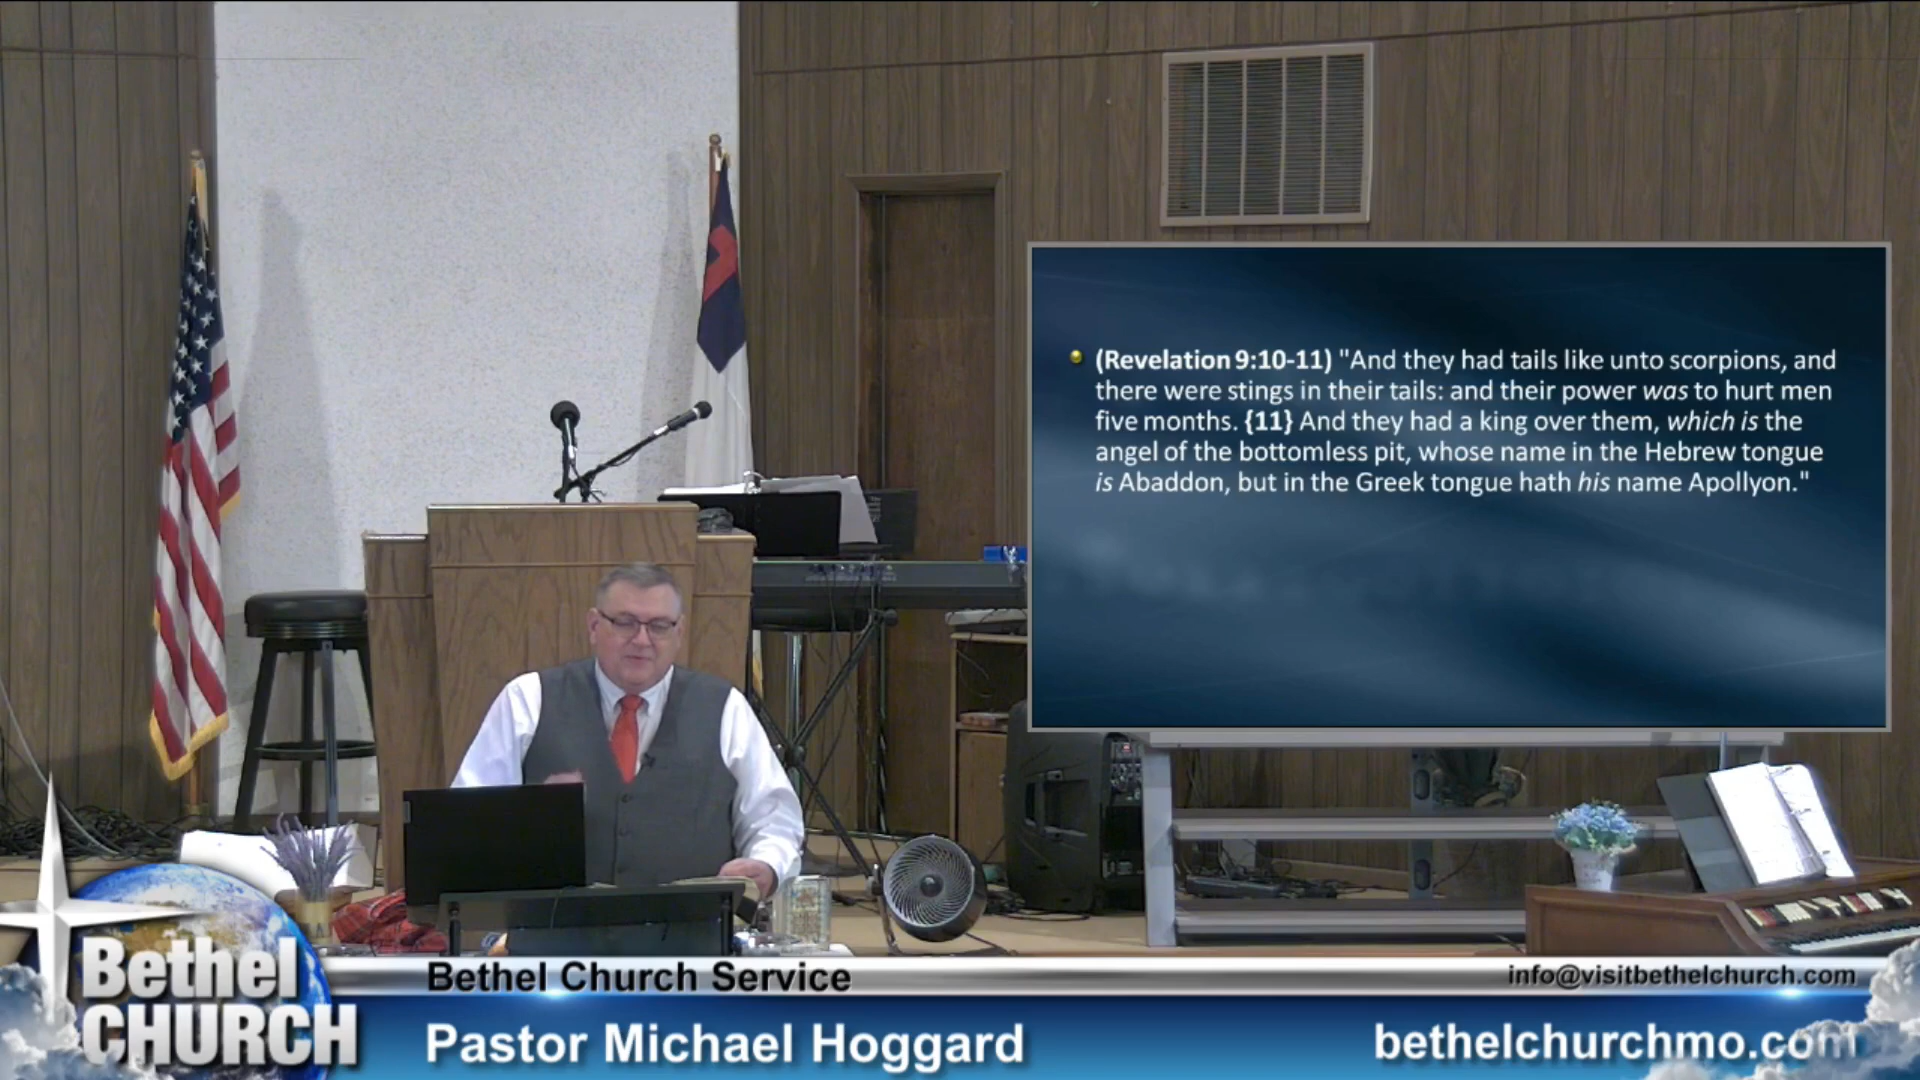 (Revelation 9:10-11) "And they had tails like unto scorpions, and
there were stings in their tails: and their power was to hurt men
five months. {11} And they had a king over them, which is the
angel of the bottomless pit, whose name in the Hebrew tongue
is Abaddon, but in the Greek tongue hath his name Apollyon."
Bethel
CHURCH
Bethel Church Service
info@visitbethelchurch.com
Pastor Michael Hoggard
bethelchurchmo.com